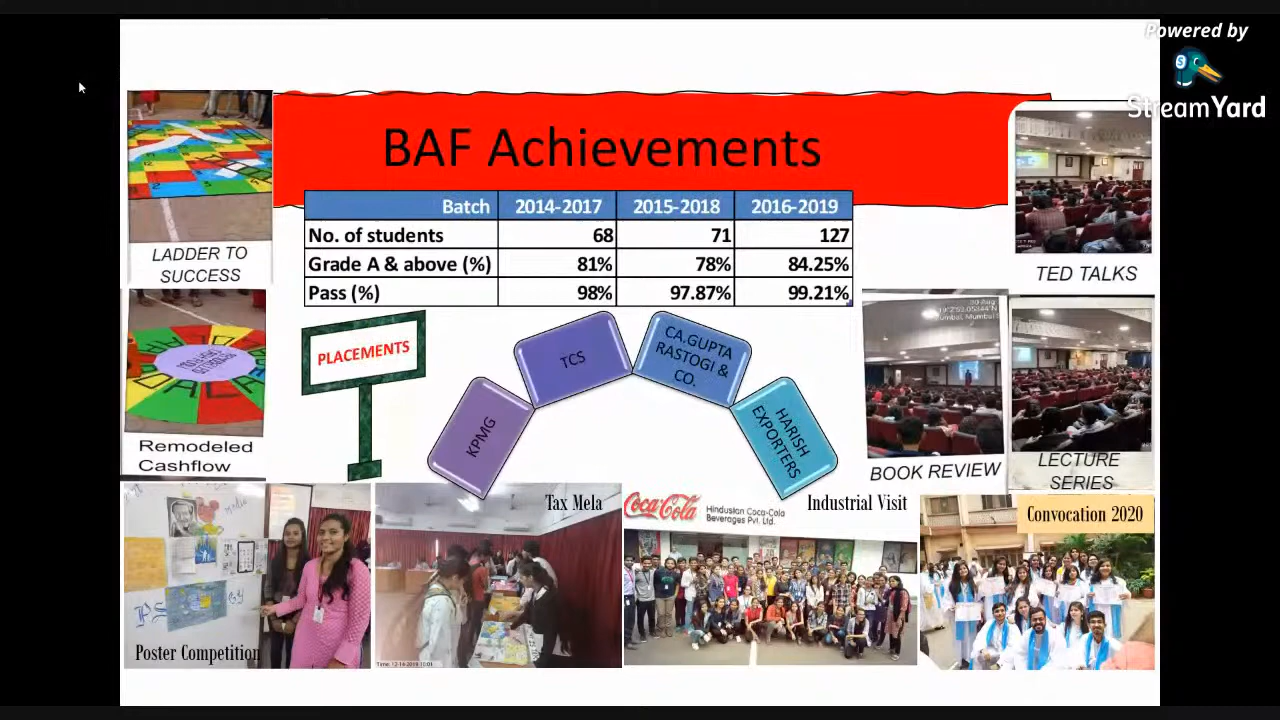 Powered by
StreamYard
BAF Achievements
Batch 2014-2017 2015-2018 2016-2019
No. of students 68 71 127
Grade A & above (%) 81% 78% 84.25%
Pass (%) 98% 97.87% 99.21%
LADDER TO
SUCCESS
TED TALKS
PLACEMENTS
KPMG
TCS
CA.GUPTA
RASTOGI &
CO.
HARISH
EXPORTERS
Remodeled
Cashflow
BOOK REVIEW
LECTURE
SERIES
Poster Competition
Tax Mela
Coca-Cola
Hindustan Coca-Cola
Beverages Pvt. Ltd.
Industrial Visit
Convocation 2020